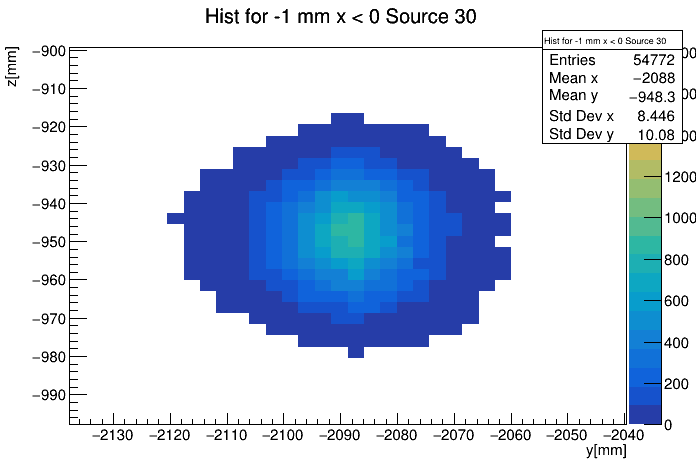 Hist for -1 mm x < 0 Source 30
Hist for -1 mm x < 0 Source 30
Entries 54772
Mean x −2088
Mean y −948.3
Std Dev x 8.446
Std Dev y 10.08
z[mm]
−900
−910
−920
−930
−940
−950
−960
−970
−980
−990
1200
1000
800
600
400
200
0
−2130 −2120 −2110 −2100 −2090 −2080 −2070 −2060 −2050 −2040
y[mm]